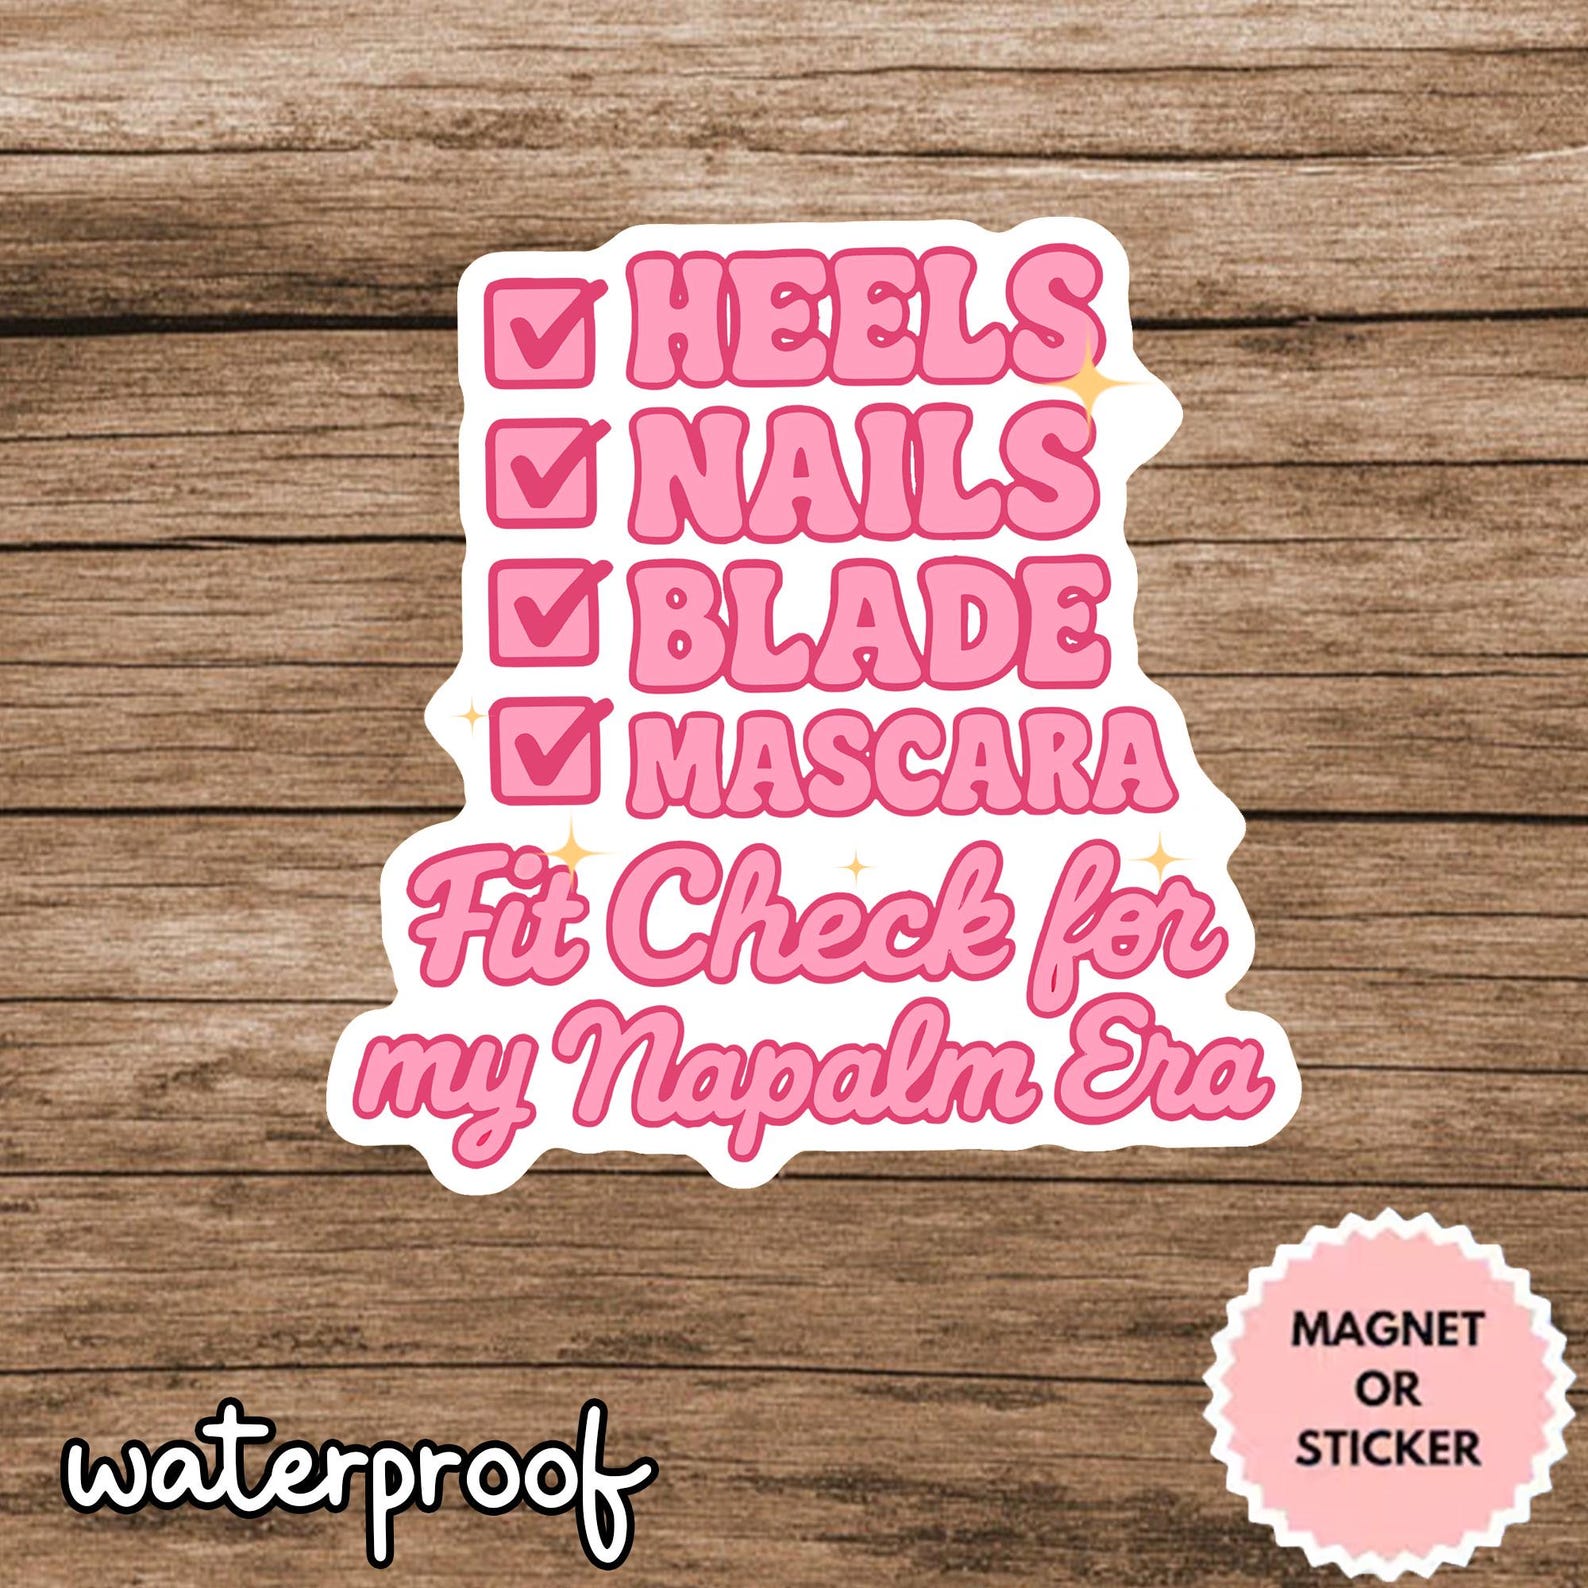 HEELS
NAILS
BLADE
MASCARA
Fit Check for
my Napalm Era
waterproof
MAGNET
OR
STICKER